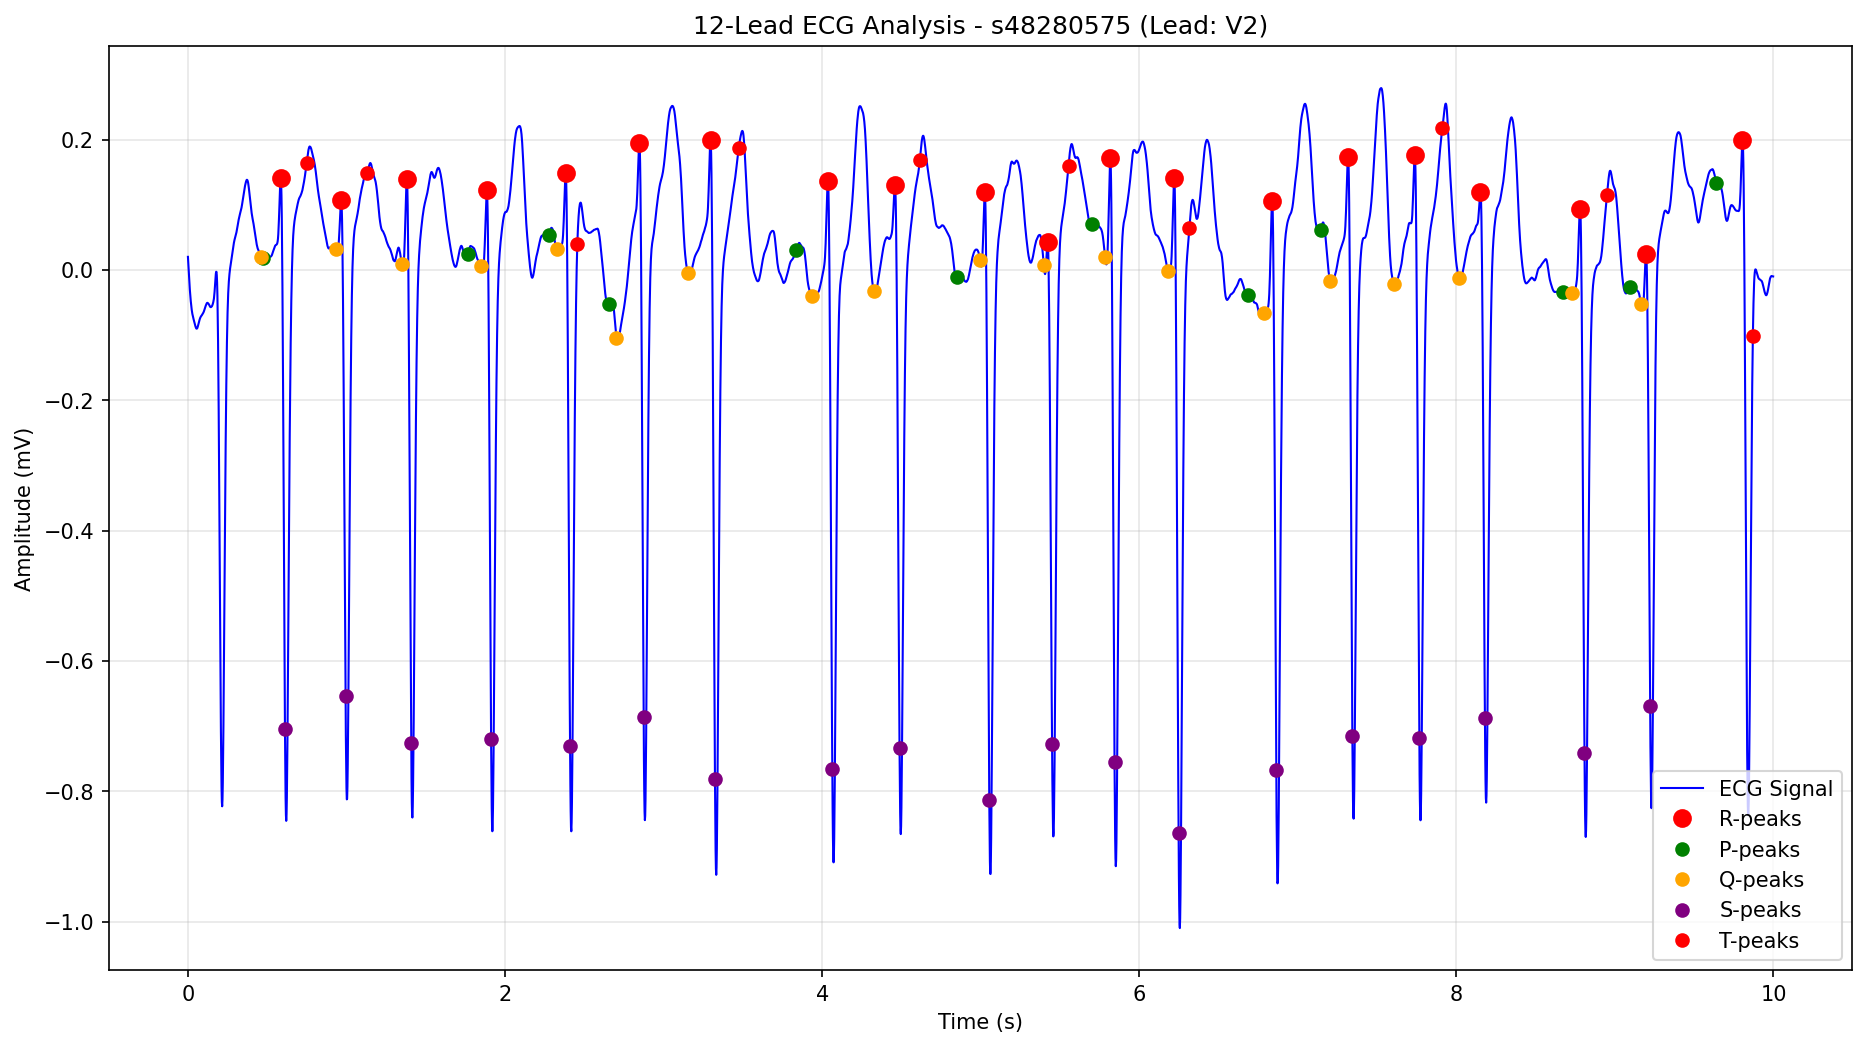 12-Lead ECG Analysis - s48280575 (Lead: V2)
Amplitude (mV)
0.2
0.0
−0.2
−0.4
−0.6
−0.8
−1.0
ECG Signal
R-peaks
P-peaks
Q-peaks
S-peaks
T-peaks
0 2 4 6 8 10
Time (s)